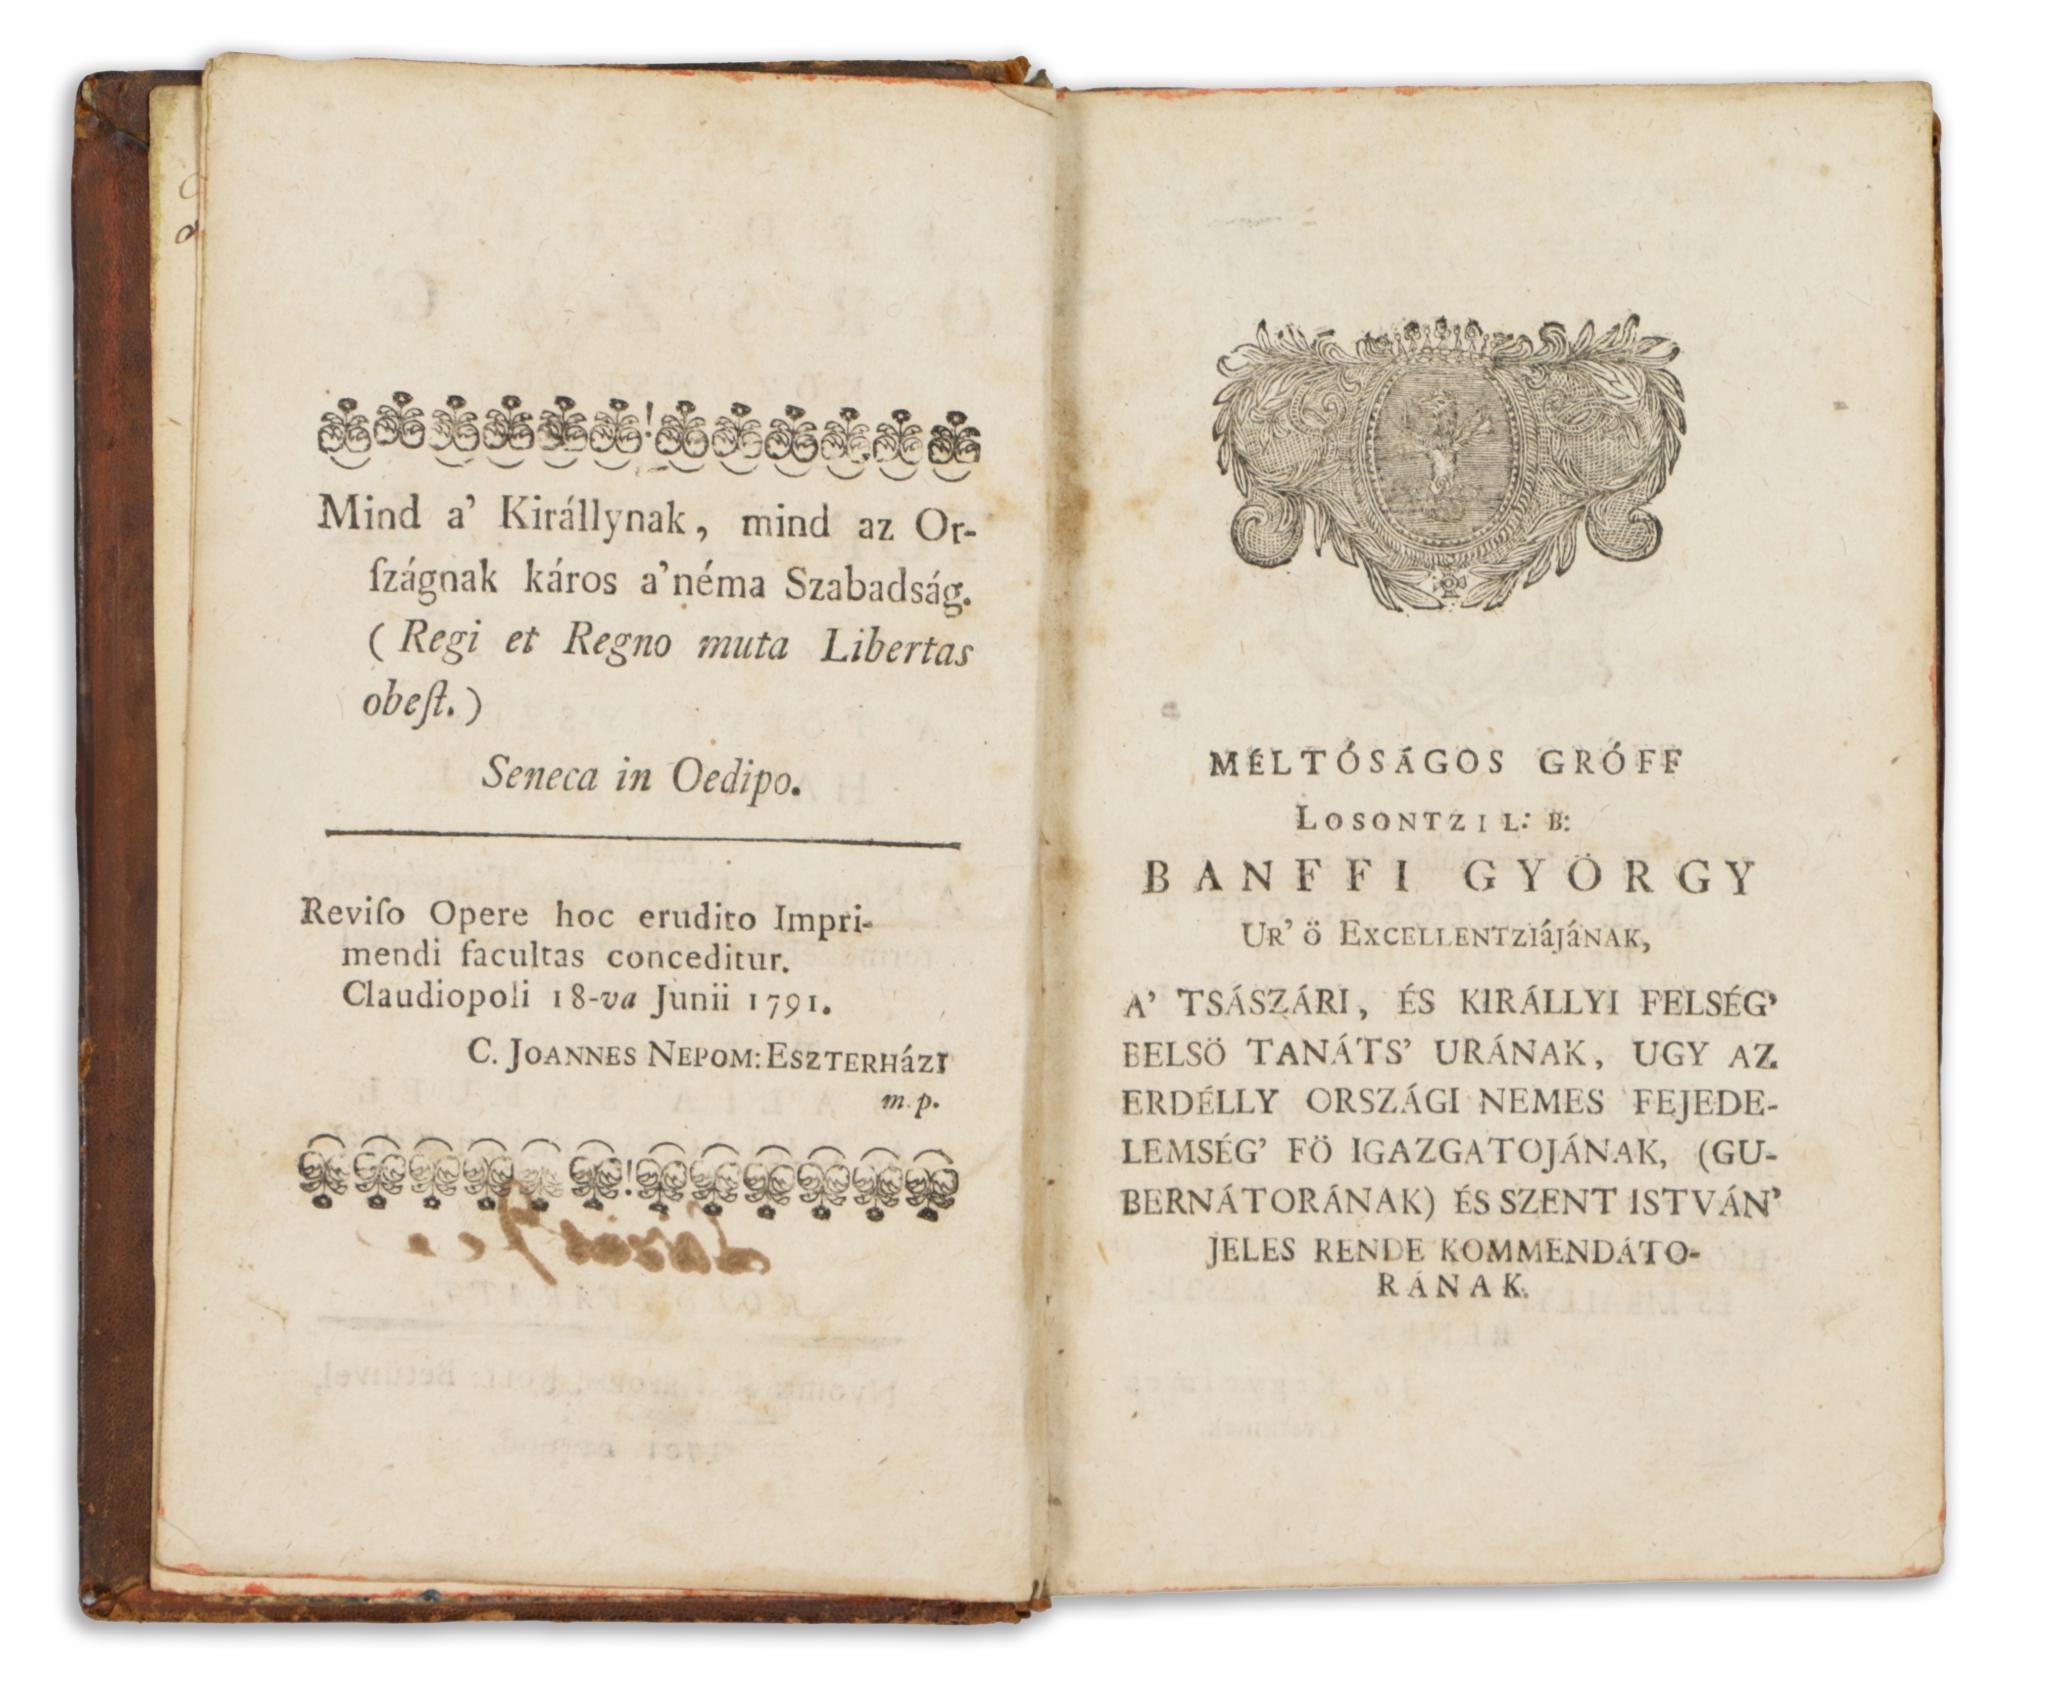 Mind a' Királlynak, mind az Or-
ſzágnak káros a'néma Szabadság.
(Regi et Regno muta Libertas
obeſt.)
Seneca in Oedipo.
Reviſo Opere hoc erudito Impri-
mendi facultas conceditur.
Claudiopoli 18-va Junii 1791.
C. JOANNES NEPOM: ESZTERHáZI
m. p.
MÉLTÓSÁGOS GRÓFF
LOSONTZI L: B:
BANFFI GYÖRGY
UR' ö EXCELLENTZIáJáNAK,
A' TSÁSZÁRI, ÉS KIRÁLLYI FELSÉG'
BELSÖ TANÁTS' URÁNAK, UGY AZ
ERDÉLLY ORSZÁGI NEMES FEJEDE-
LEMSÉG' FÖ IGAZGATOJÁNAK, (GU-
BERNÁTORÁNAK) ÉS SZENT ISTVÁN'
JELES RENDE KOMMENDÁTO-
RÁNAK.